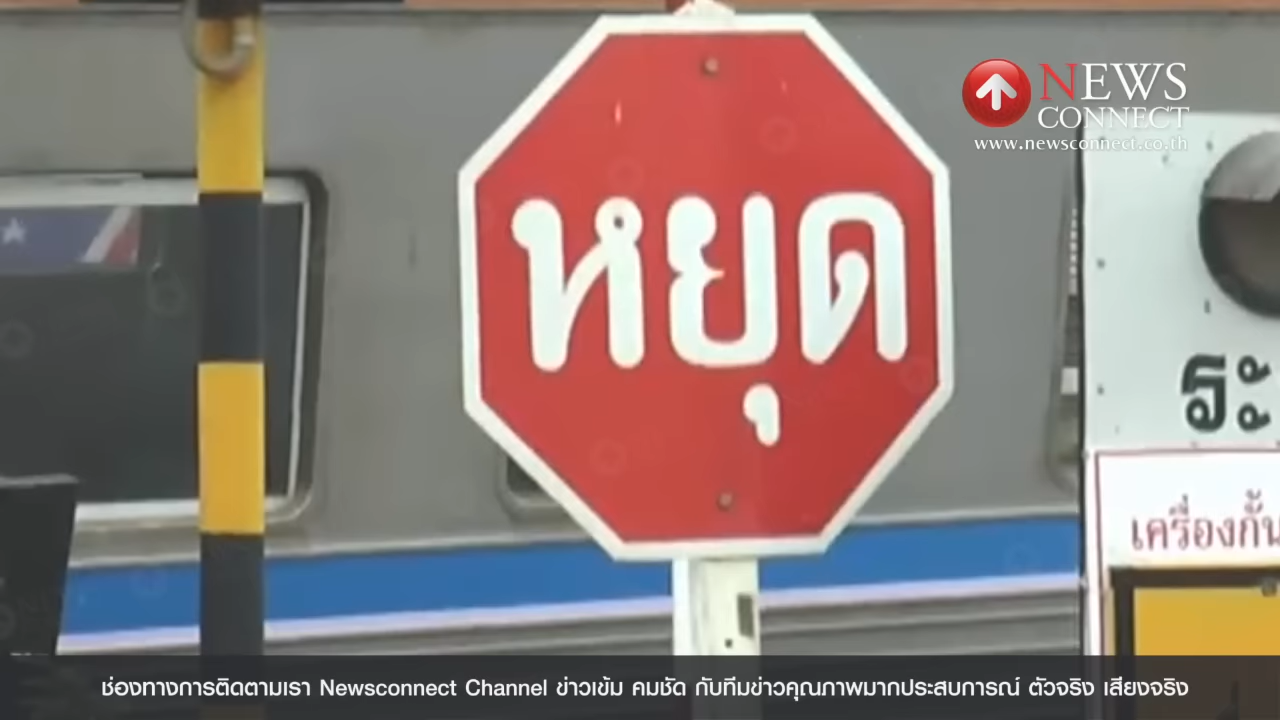 NEWS
CONNECT
www.newsconnect.co.th
หยุด
ระ
เครื่องกั้น
ช่องทางการติดตามเรา Newsconnect Channel ข่าวเข้ม คมชัด กับทีมข่าวคุณภาพมากประสบการณ์ ตัวจริง เสียงจริง